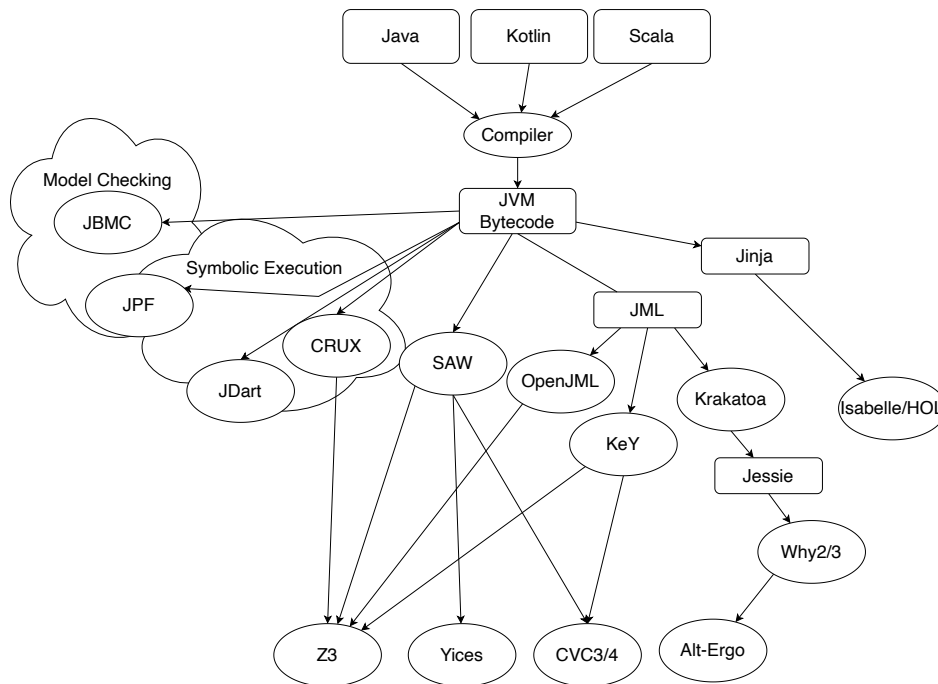 Java
Kotlin
Scala
Compiler
Model Checking
JVM
Bytecode
JBMC
Jinja
Symbolic Execution
JPF
JML
CRUX
SAW
OpenJML
JDart
Krakatoa
Isabelle/HOL
KeY
Jessie
Why2/3
Z3
Yices
CVC3/4
Alt-Ergo